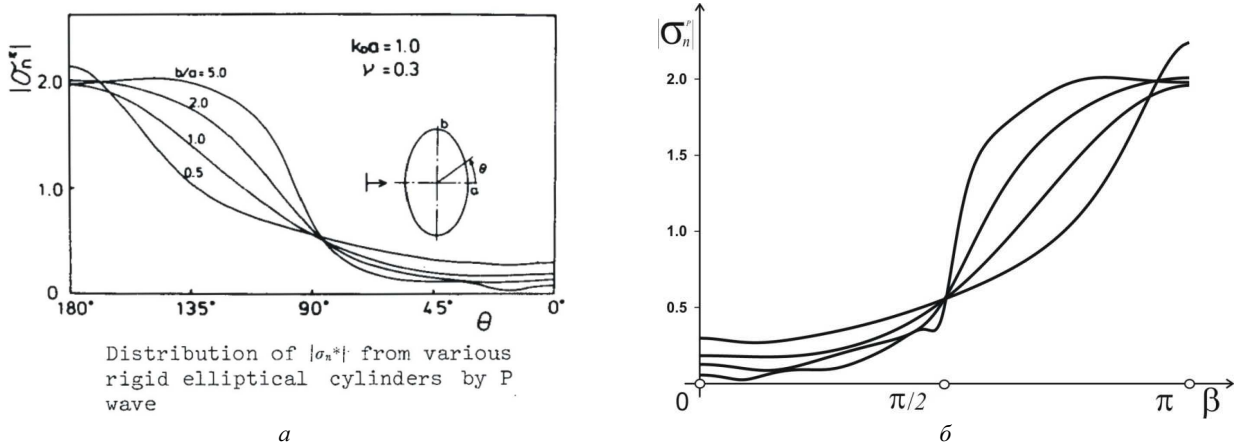 |σn*|
2.0
1.0
0
k₀a = 1.0
ν = 0.3
b/a = 5.0
2.0
1.0
0.5
b
θ
a
180°
135°
90°
45°
0°
θ
Distribution of |σn*| from various
rigid elliptical cylinders by P
wave
а
|σn^P|
2.0
1.5
1.0
0.5
0
π/2
π
β
б